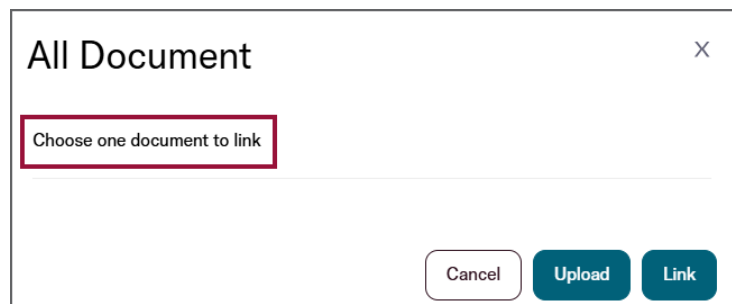 All Document X
Choose one document to link
Cancel Upload Link